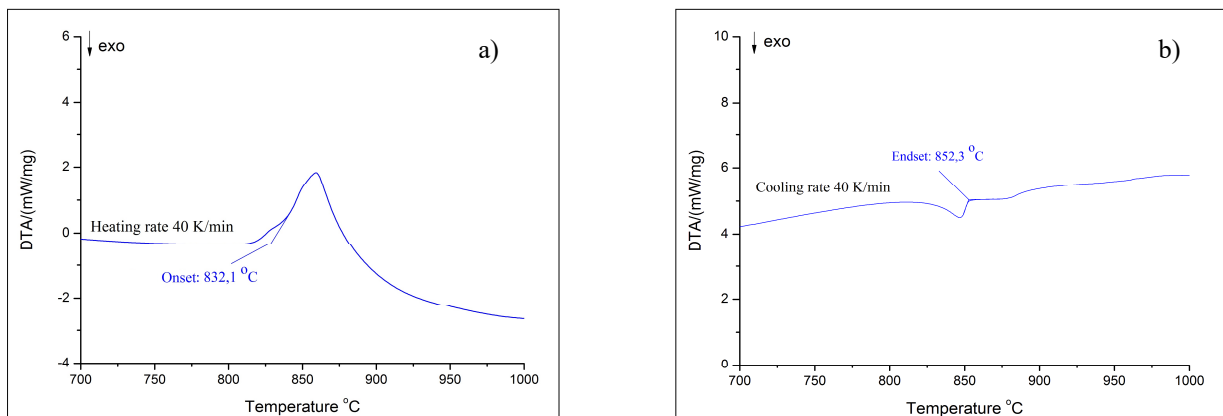 exo
a)
6
4
2
0
-2
-4
DTA/(mW/mg)
Heating rate 40 K/min
Onset: 832,1 °C
700 750 800 850 900 950 1000
Temperature °C
exo
b)
10
8
6
4
2
0
DTA/(mW/mg)
Endset: 852,3 °C
Cooling rate 40 K/min
700 750 800 850 900 950 1000
Temperature °C